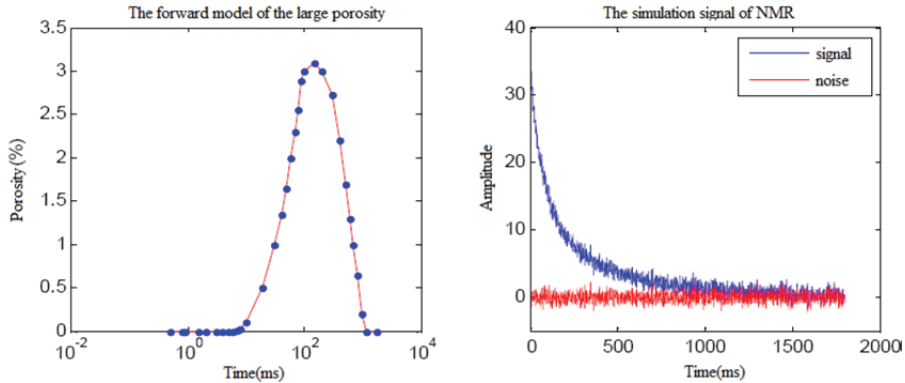 The forward model of the large porosity
3.5
3
2.5
2
1.5
1
0.5
0
Porosity (%)
10^-2
10^0
10^2
10^4
Time(ms)
The simulation signal of NMR
40
30
20
10
0
Amplitude
signal
noise
0
500
1000
1500
2000
Time(ms)